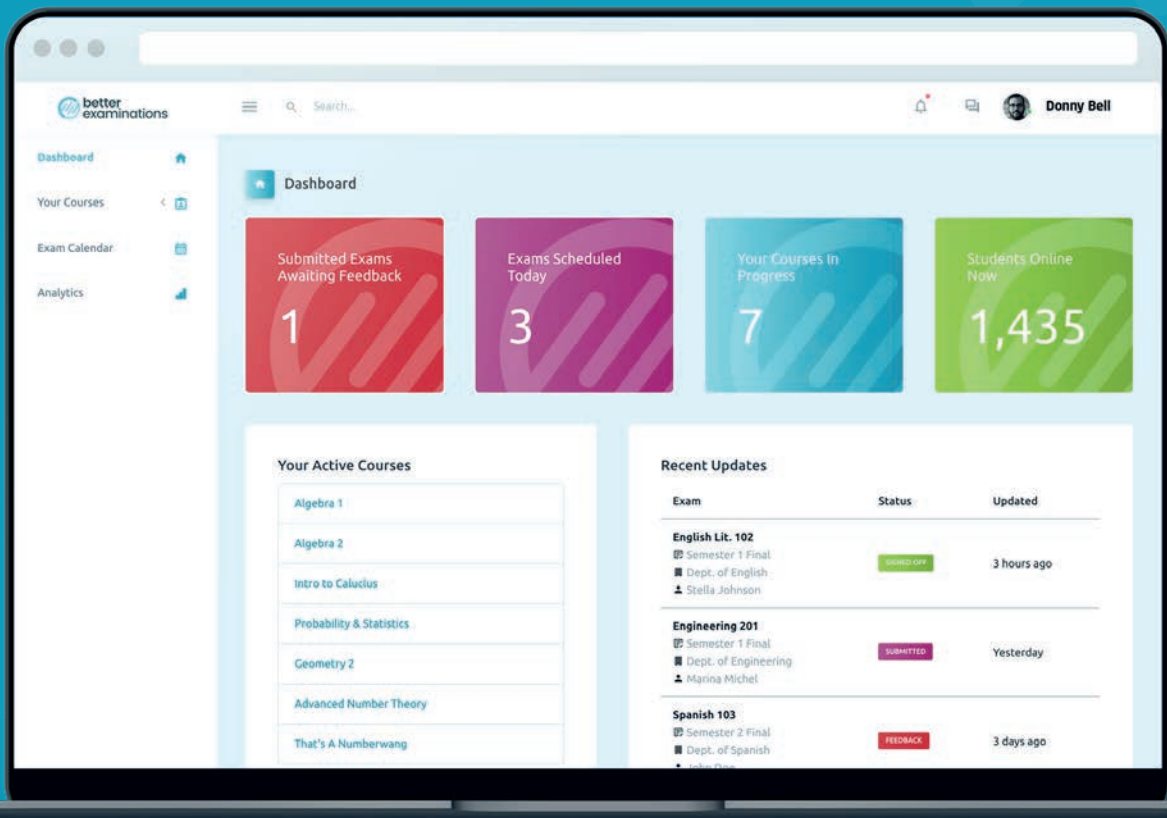 better
examinations
Search...
Donny Bell
Dashboard
Your Courses
Exam Calendar
Analytics
Dashboard
Submitted Exams
Awaiting Feedback
1
Exams Scheduled
Today
3
Your Courses In
Progress
7
Students Online
Now
1,435
Your Active Courses
Algebra 1
Algebra 2
Intro to Caluclus
Probability & Statistics
Geometry 2
Advanced Number Theory
That's A Numberwang
Recent Updates
Exam Status Updated
English Lit. 102
Semester 1 Final
Dept. of English
Stella Johnson
SIGNED OFF
3 hours ago
Engineering 201
Semester 1 Final
Dept. of Engineering
Marina Michel
SUBMITTED
Yesterday
Spanish 103
Semester 2 Final
Dept. of Spanish
John Doe
FEEDBACK
3 days ago